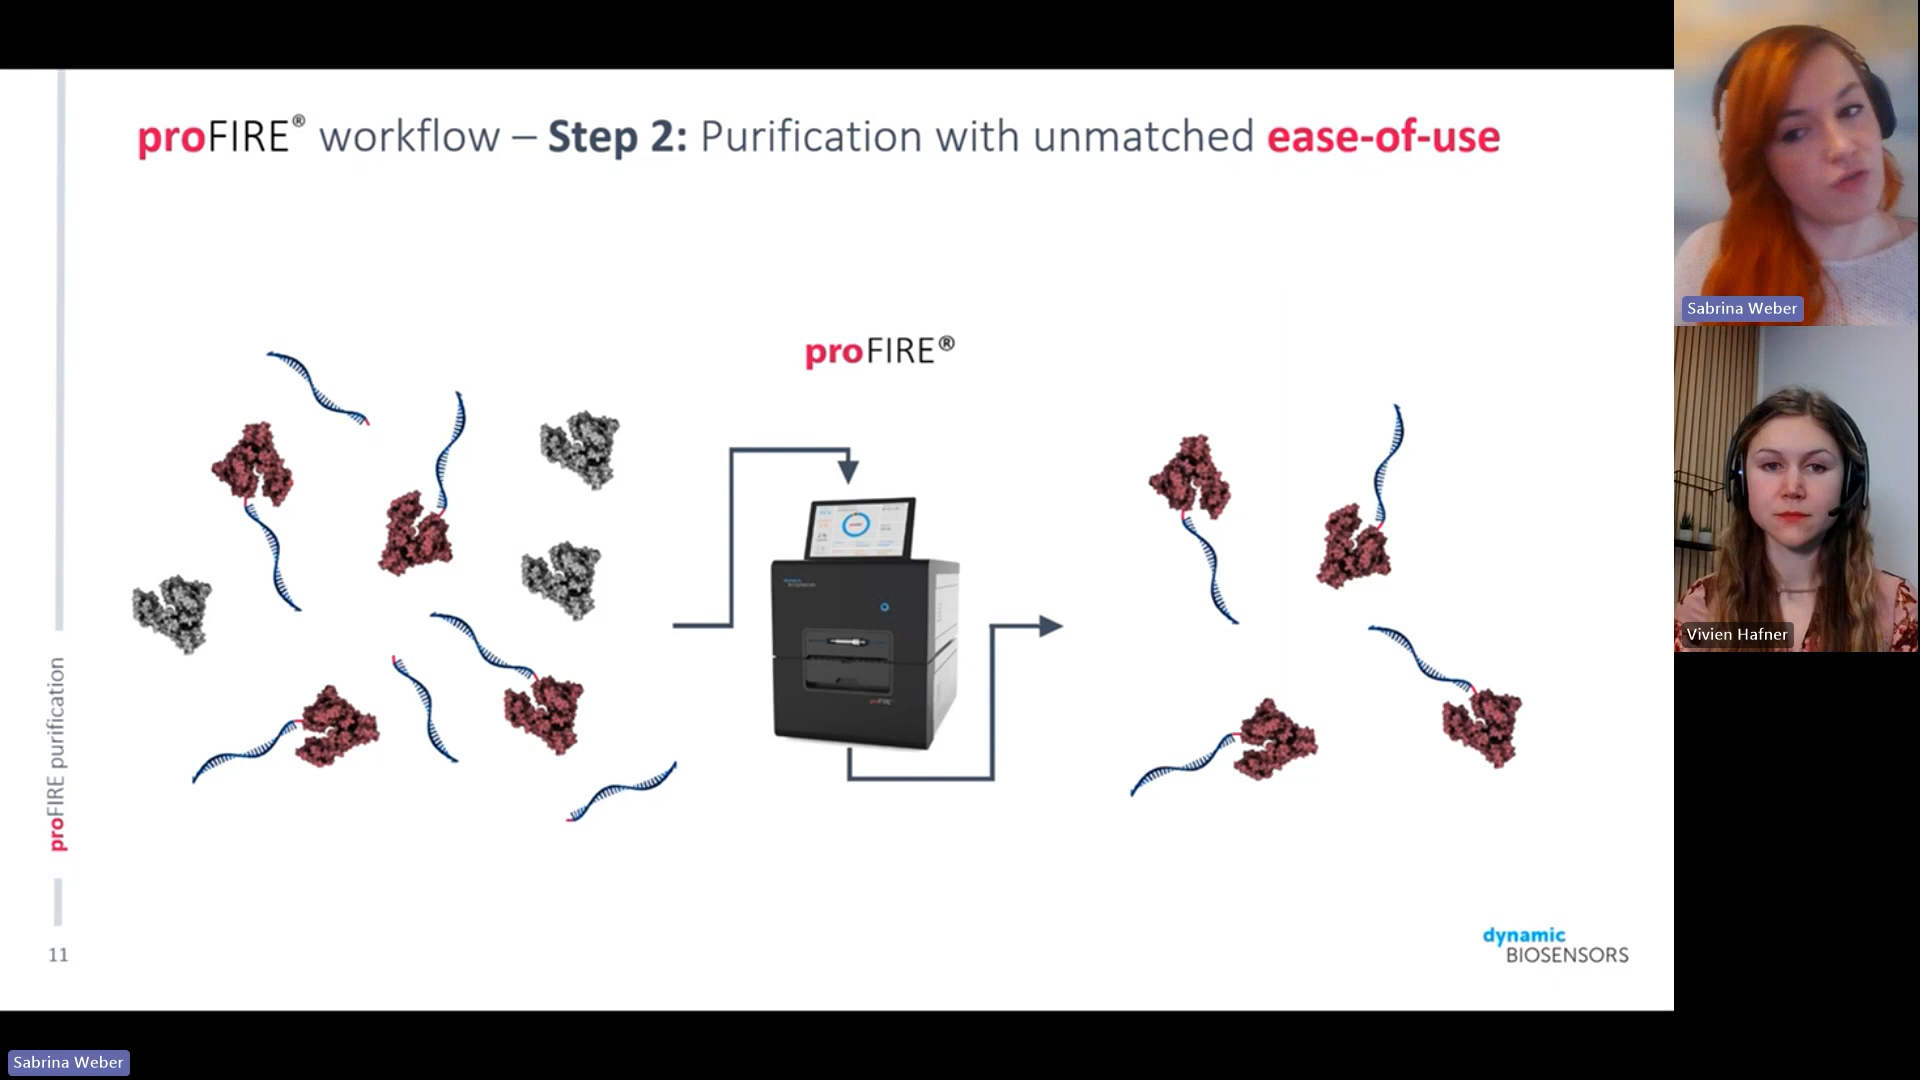 proFIRE® workflow – Step 2: Purification with unmatched ease-of-use
proFIRE®
proFIRE purification
11
dynamic
BIOSENSORS
Sabrina Weber
Vivien Hafner
Sabrina Weber